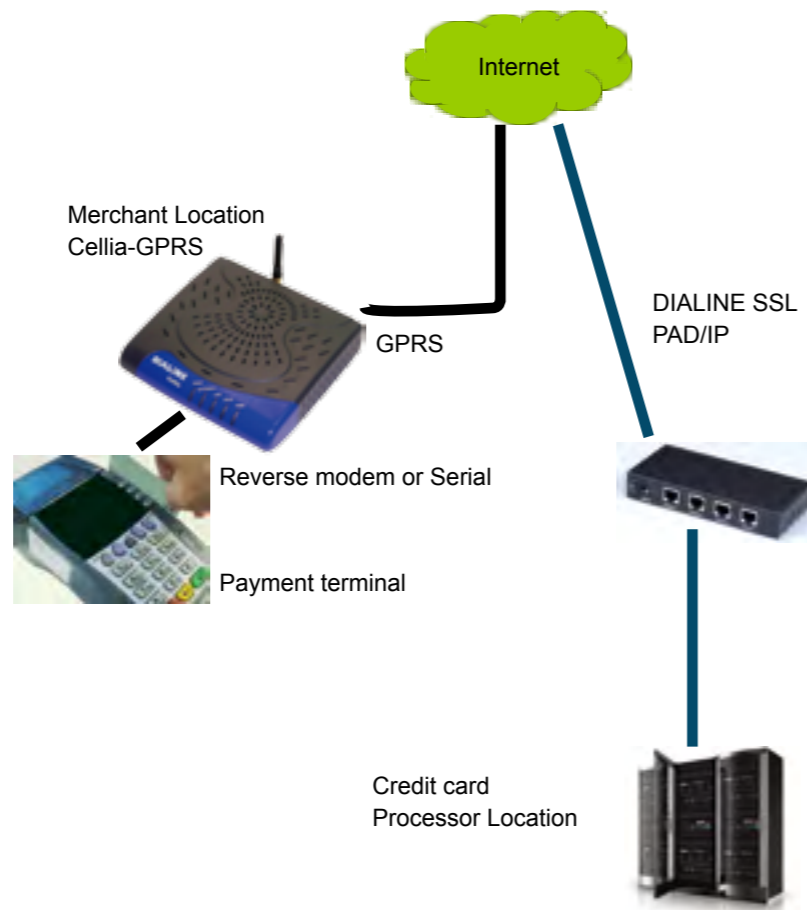 Internet
Merchant Location
Cellia-GPRS
DIALINE SSL
PAD/IP
GPRS
DIALINE
Reverse modem or Serial
Payment terminal
Credit card
Processor Location